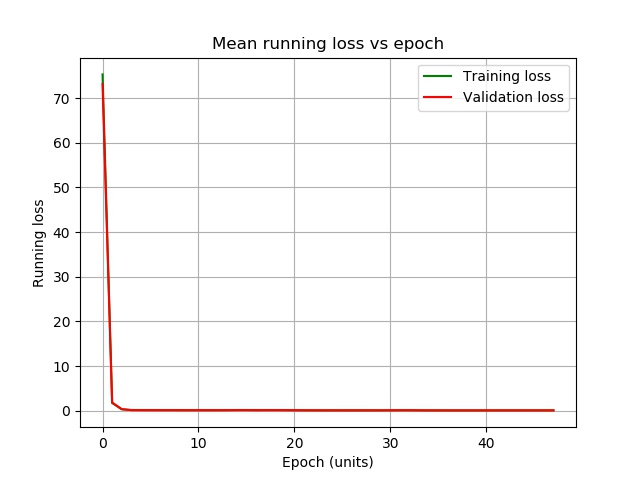 Mean running loss vs epoch
Training loss
Validation loss
70
60
50
40
30
20
10
0
Running loss
0 10 20 30 40
Epoch (units)